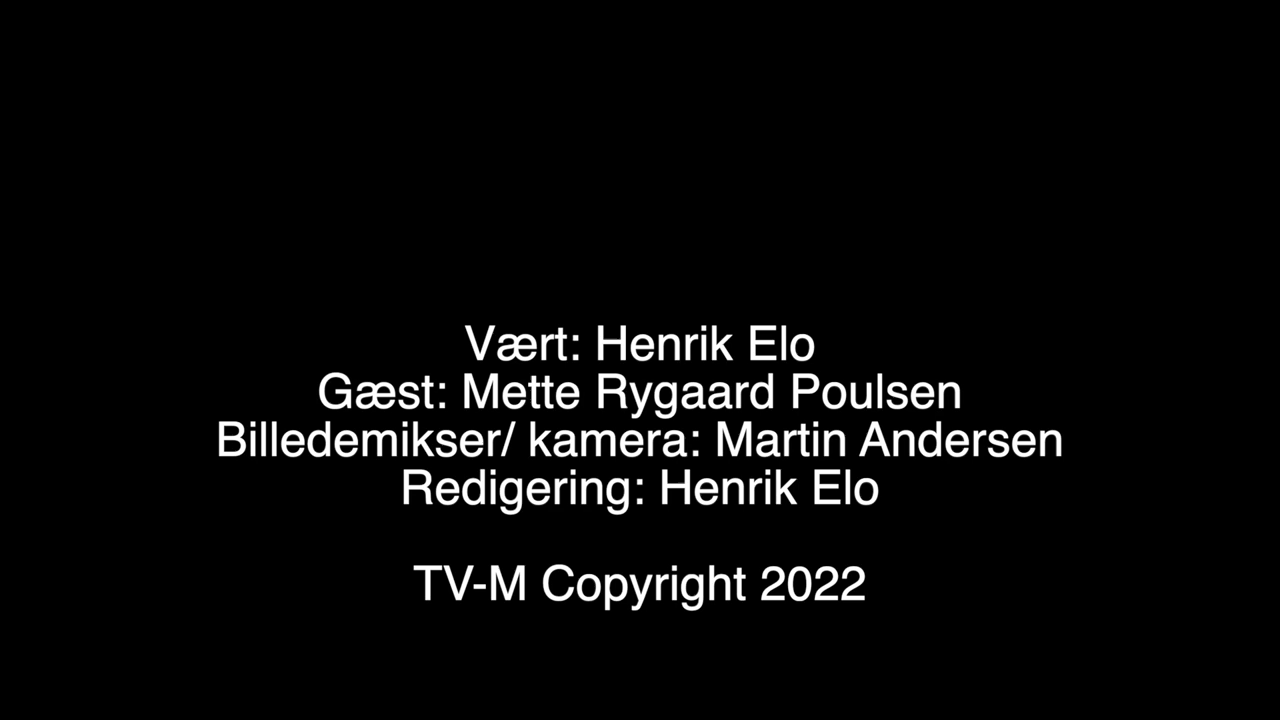 Vært: Henrik Elo
Gæst: Mette Rygaard Poulsen
Billedemikser/ kamera: Martin Andersen
Redigering: Henrik Elo
TV-M Copyright 2022